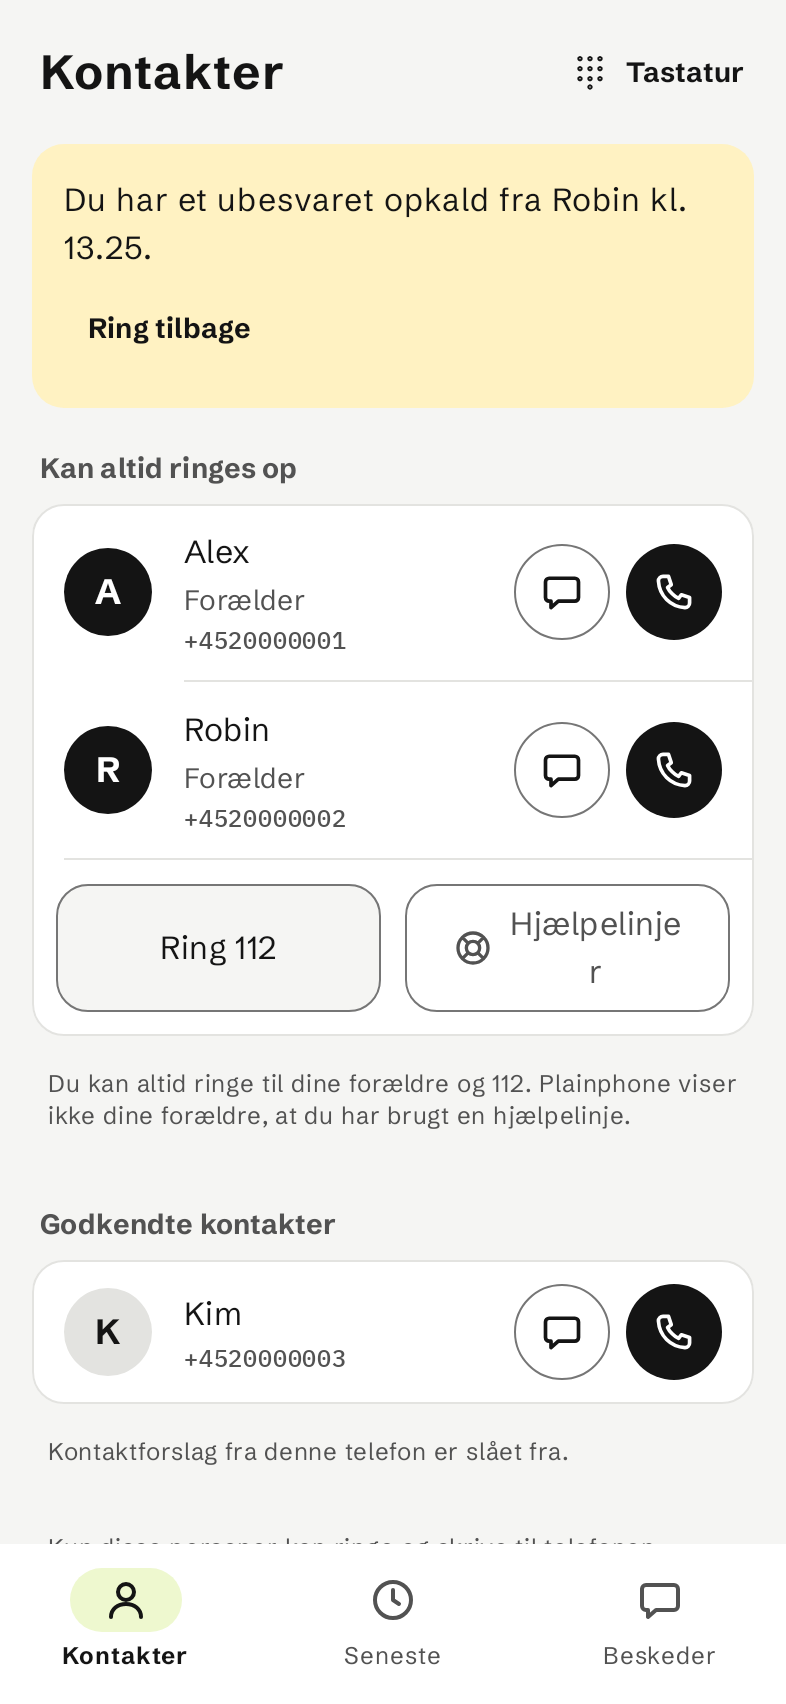 Kontakter
Tastatur
Du har et ubesvaret opkald fra Robin kl.
13.25.
Ring tilbage
Kan altid ringes op
A
Alex
Forælder
+4520000001
R
Robin
Forælder
+4520000002
Ring 112
Hjælpelinje
r
Du kan altid ringe til dine forældre og 112. Plainphone viser
ikke dine forældre, at du har brugt en hjælpelinje.
Godkendte kontakter
K
Kim
+4520000003
Kontaktforslag fra denne telefon er slået fra.
Kontakter
Seneste
Beskeder